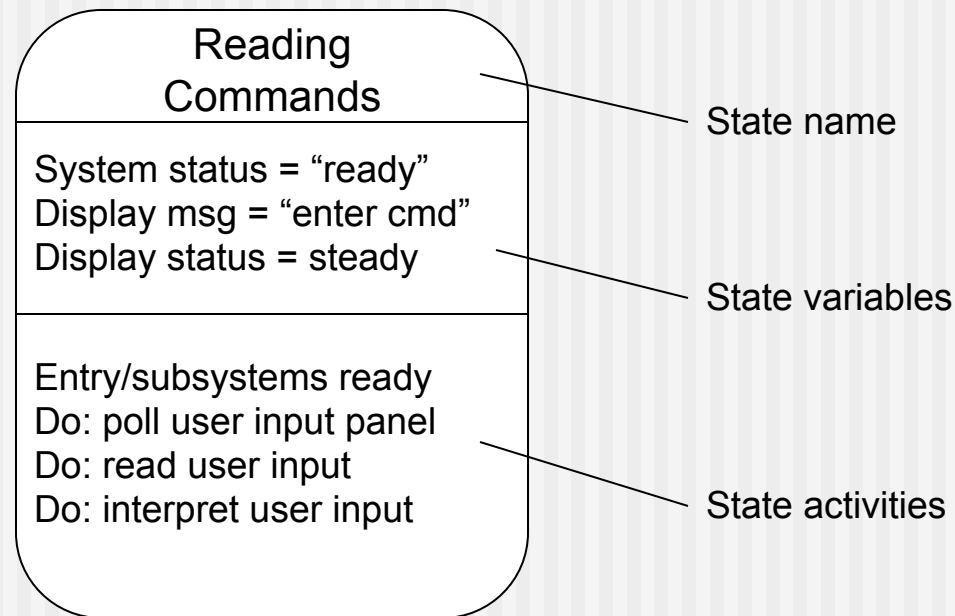 Reading
Commands
State name
System status = “ready”
Display msg = “enter cmd”
Display status = steady
State variables
Entry/subsystems ready
Do: poll user input panel
Do: read user input
Do: interpret user input
State activities